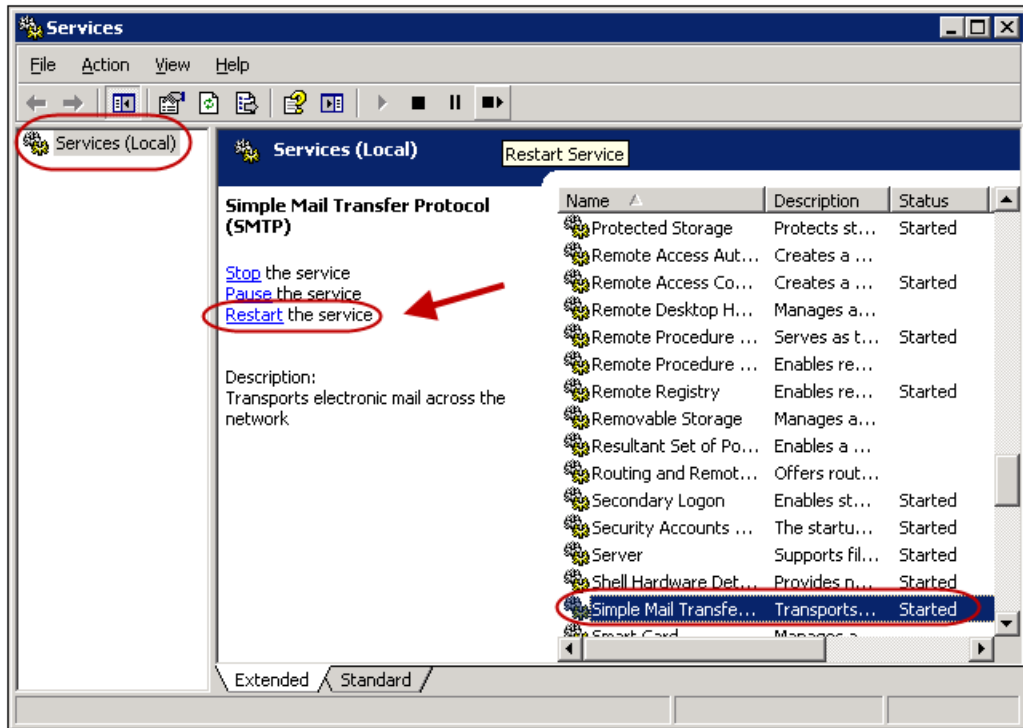 Services
File Action View Help
Services (Local)
Services (Local)
Restart Service
Simple Mail Transfer Protocol
(SMTP)
Stop the service
Pause the service
Restart the service
Description:
Transports electronic mail across the
network
Name Description Status
Protected Storage Protects st... Started
Remote Access Aut... Creates a ...
Remote Access Co... Creates a ... Started
Remote Desktop H... Manages a...
Remote Procedure ... Serves as t... Started
Remote Procedure ... Enables re...
Remote Registry Enables re... Started
Removable Storage Manages a...
Resultant Set of Po... Enables a ...
Routing and Remot... Offers rout...
Secondary Logon Enables st... Started
Security Accounts ... The startu... Started
Server Supports fil... Started
Shell Hardware Det... Provides n... Started
Simple Mail Transfe... Transports... Started
Smart Card Manages a
Extended Standard